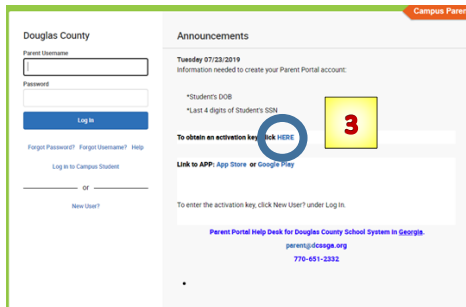 Campus Paren
Douglas County
Parent Username
Password
Log In
Forgot Password? Forgot Username? Help
Log in to Campus Student
or
New User?
Announcements
Tuesday 07/23/2019
Information needed to create your Parent Portal account:
*Student's DOB
*Last 4 digits of Student's SSN
To obtain an activation key, click HERE
3
Link to APP: App Store or Google Play
To enter the activation key, click New User? under Log In.
Parent Portal Help Desk for Douglas County School System in Georgia.
parent@dcssga.org
770-651-2332